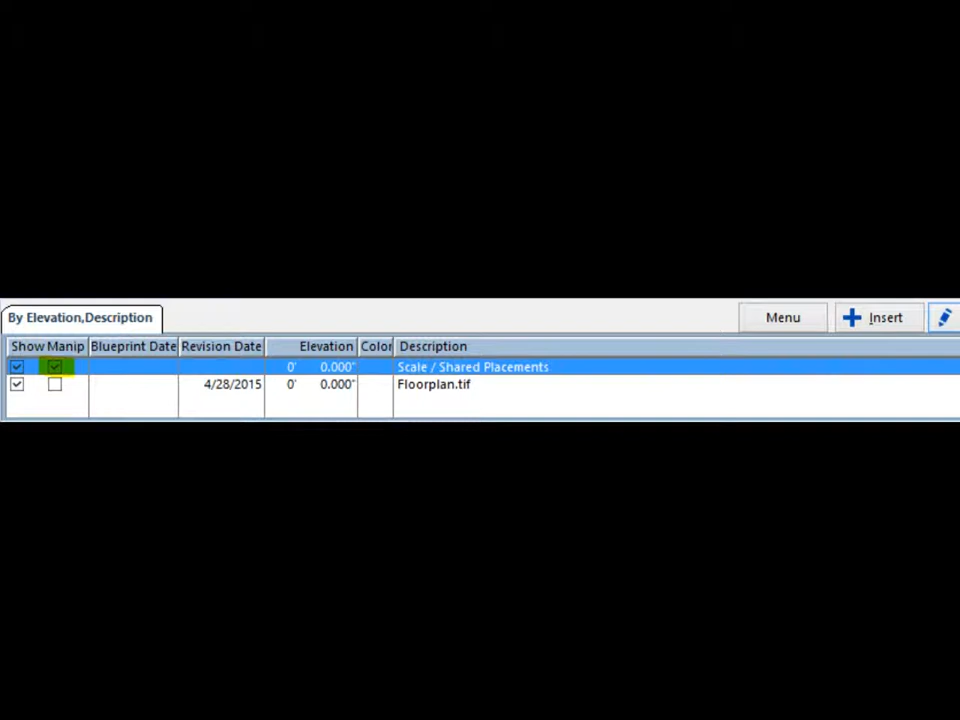 By Elevation,Description Menu Insert
Show Manip Blueprint Date Revision Date Elevation Color Description
0' 0.000" Scale / Shared Placements
4/28/2015 0' 0.000" Floorplan.tif